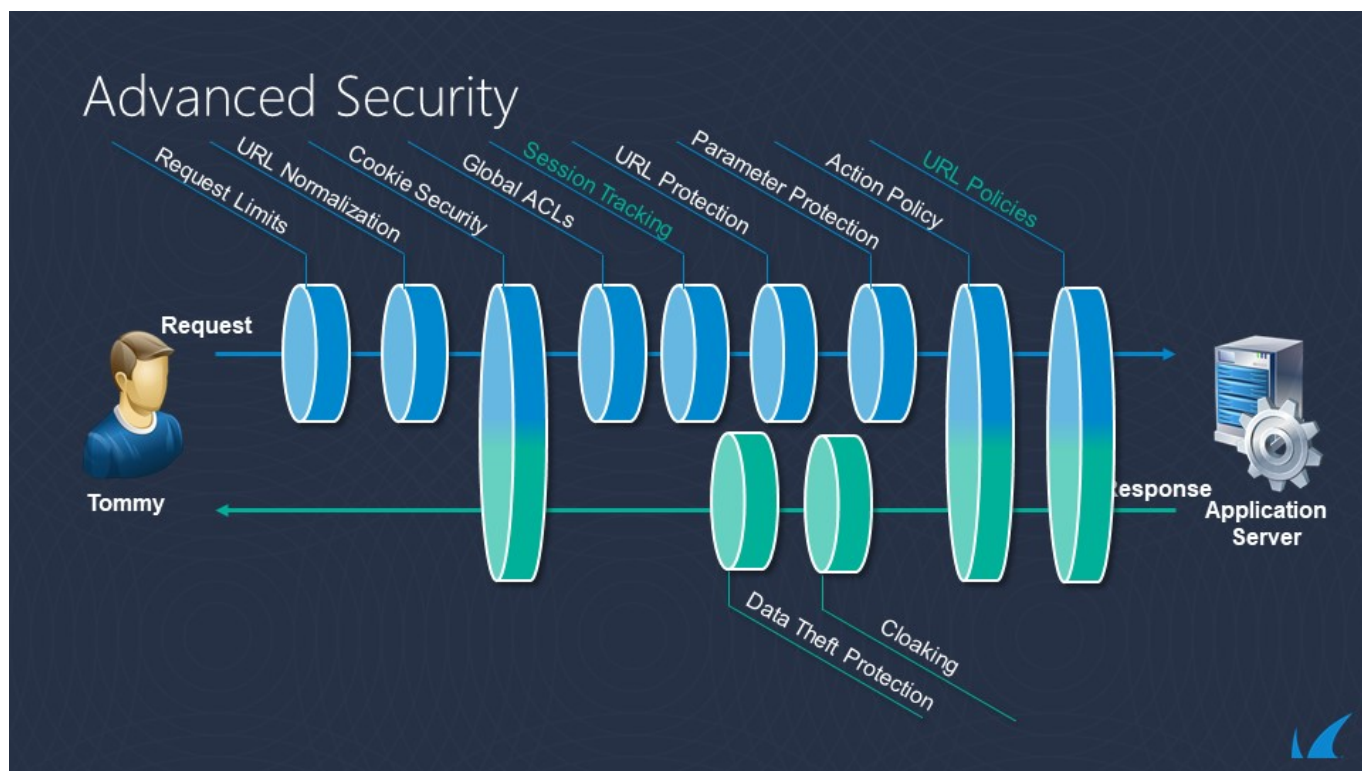 Advanced Security
Request Limits
URL Normalization
Cookie Security
Global ACLs
Session Tracking
URL Protection
Parameter Protection
Action Policy
URL Policies
Request
Tommy
Response
Application
Server
Data Theft Protection
Cloaking